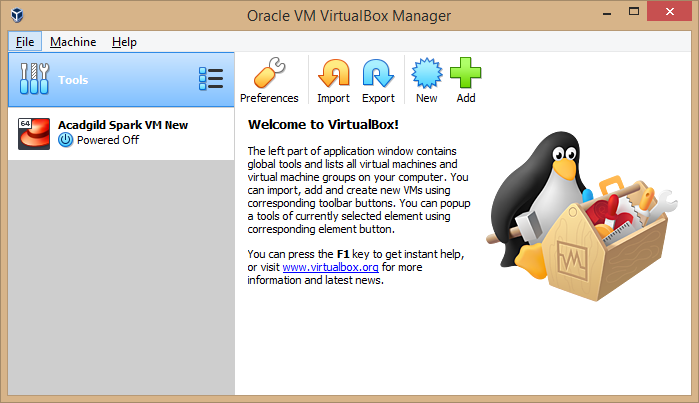 Oracle VM VirtualBox Manager
File Machine Help
Tools
64
Acadgild Spark VM New
Powered Off
Preferences Import Export New Add
Welcome to VirtualBox!
The left part of application window contains
global tools and lists all virtual machines and
virtual machine groups on your computer. You
can import, add and create new VMs using
corresponding toolbar buttons. You can popup
a tools of currently selected element using
corresponding element button.
You can press the F1 key to get instant help,
or visit www.virtualbox.org for more
information and latest news.